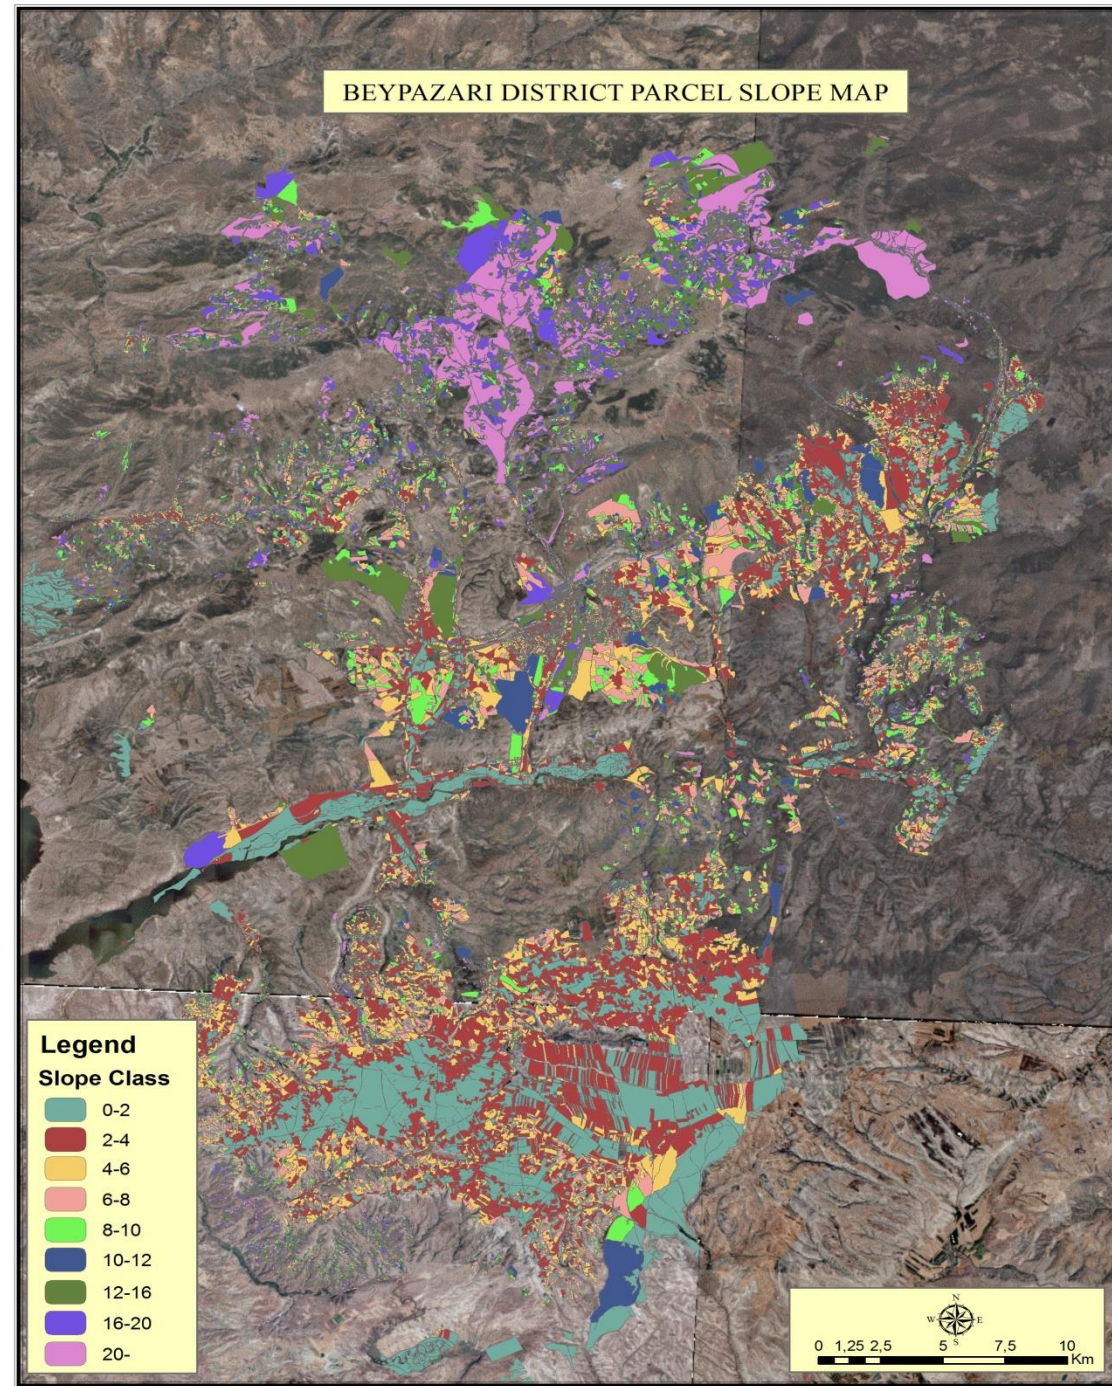 BEYPAZARI DISTRICT PARCEL SLOPE MAP
Legend
Slope Class
0-2
2-4
4-6
6-8
8-10
10-12
12-16
16-20
20-
N
W E
S
0 1,25 2,5 5 7,5 10
Km